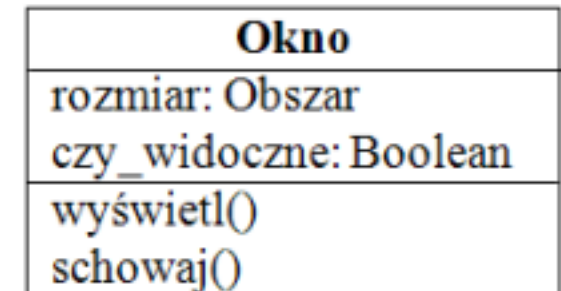 Okno
rozmiar: Obszar
czy_widoczne: Boolean
wyświetl()
schowaj()